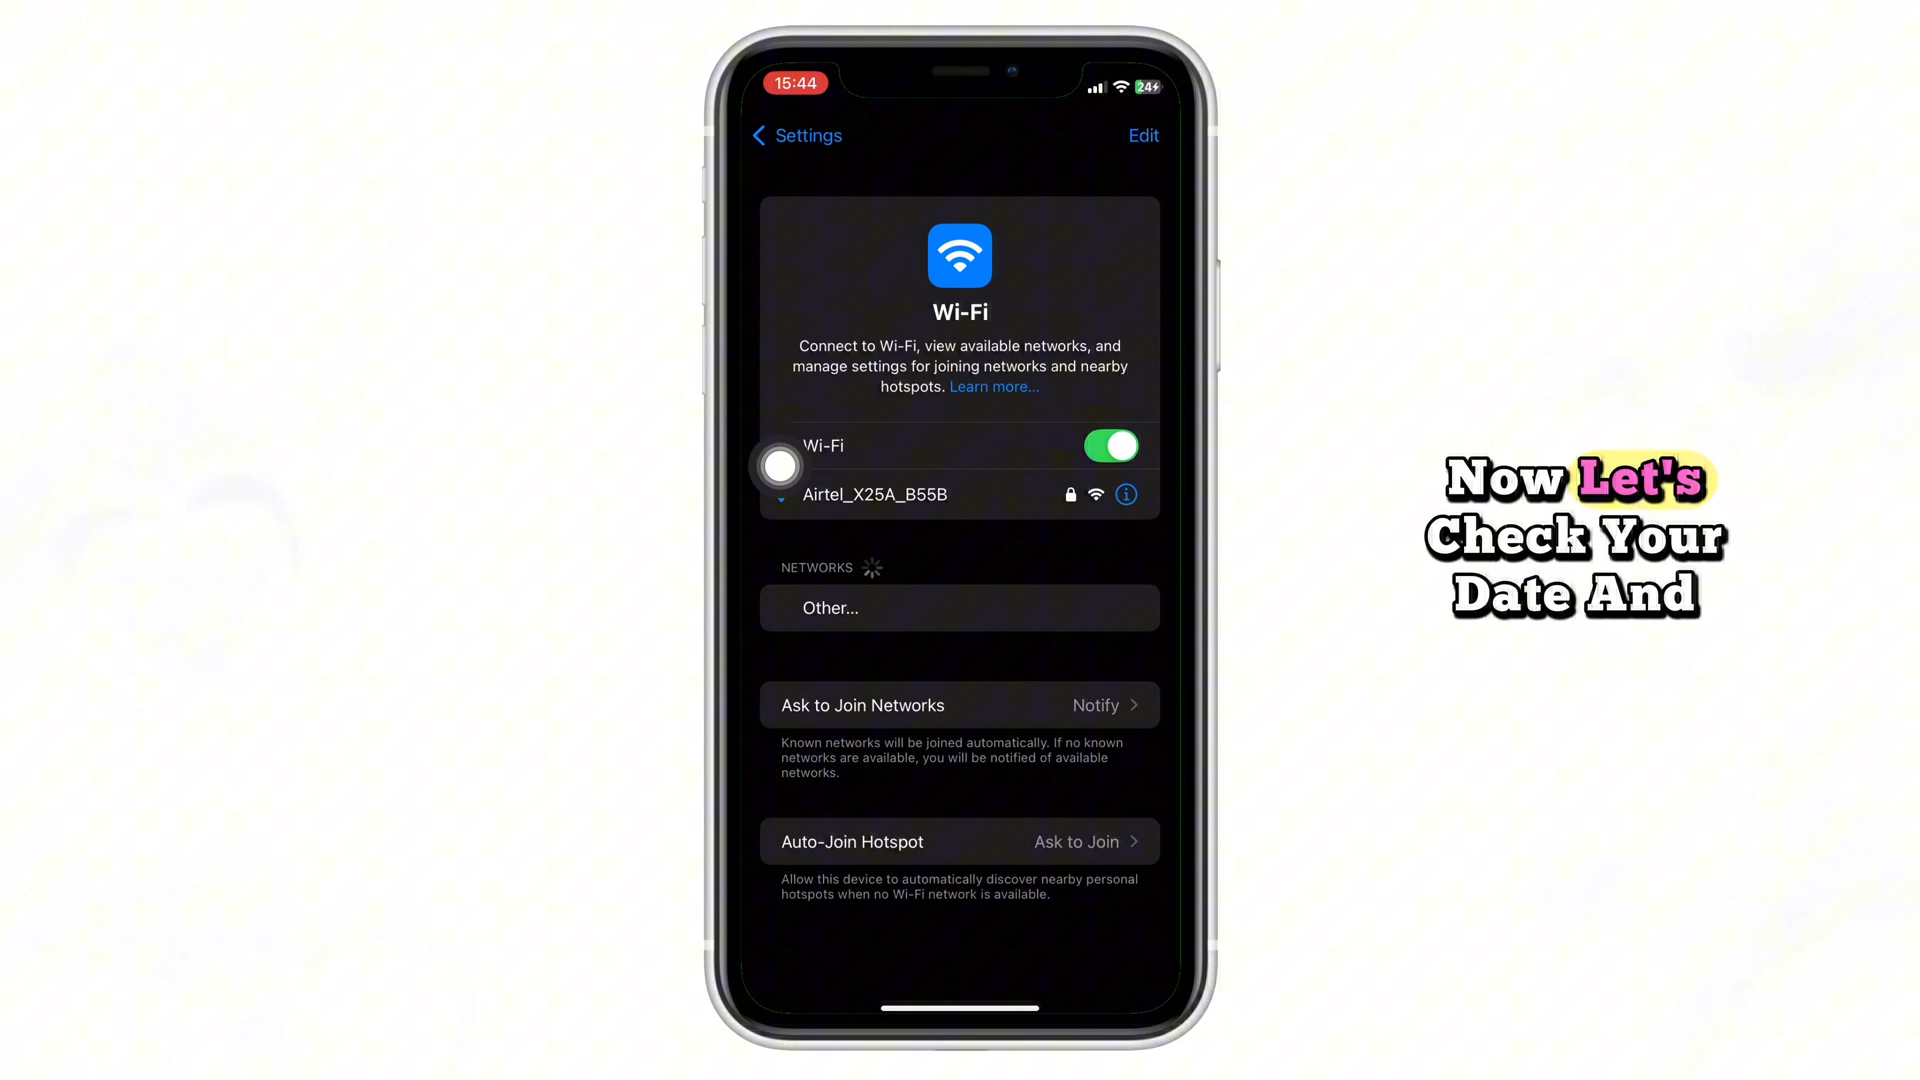 15:44
24
Settings
Edit
Wi-Fi
Connect to Wi-Fi, view available networks, and
manage settings for joining networks and nearby
hotspots. Learn more...
Wi-Fi
Airtel_X25A_B55B
NETWORKS
Other...
Ask to Join Networks
Notify
Known networks will be joined automatically. If no known
networks are available, you will be notified of available
networks.
Auto-Join Hotspot
Ask to Join
Allow this device to automatically discover nearby personal
hotspots when no Wi-Fi network is available.
Now Let's
Check Your
Date And